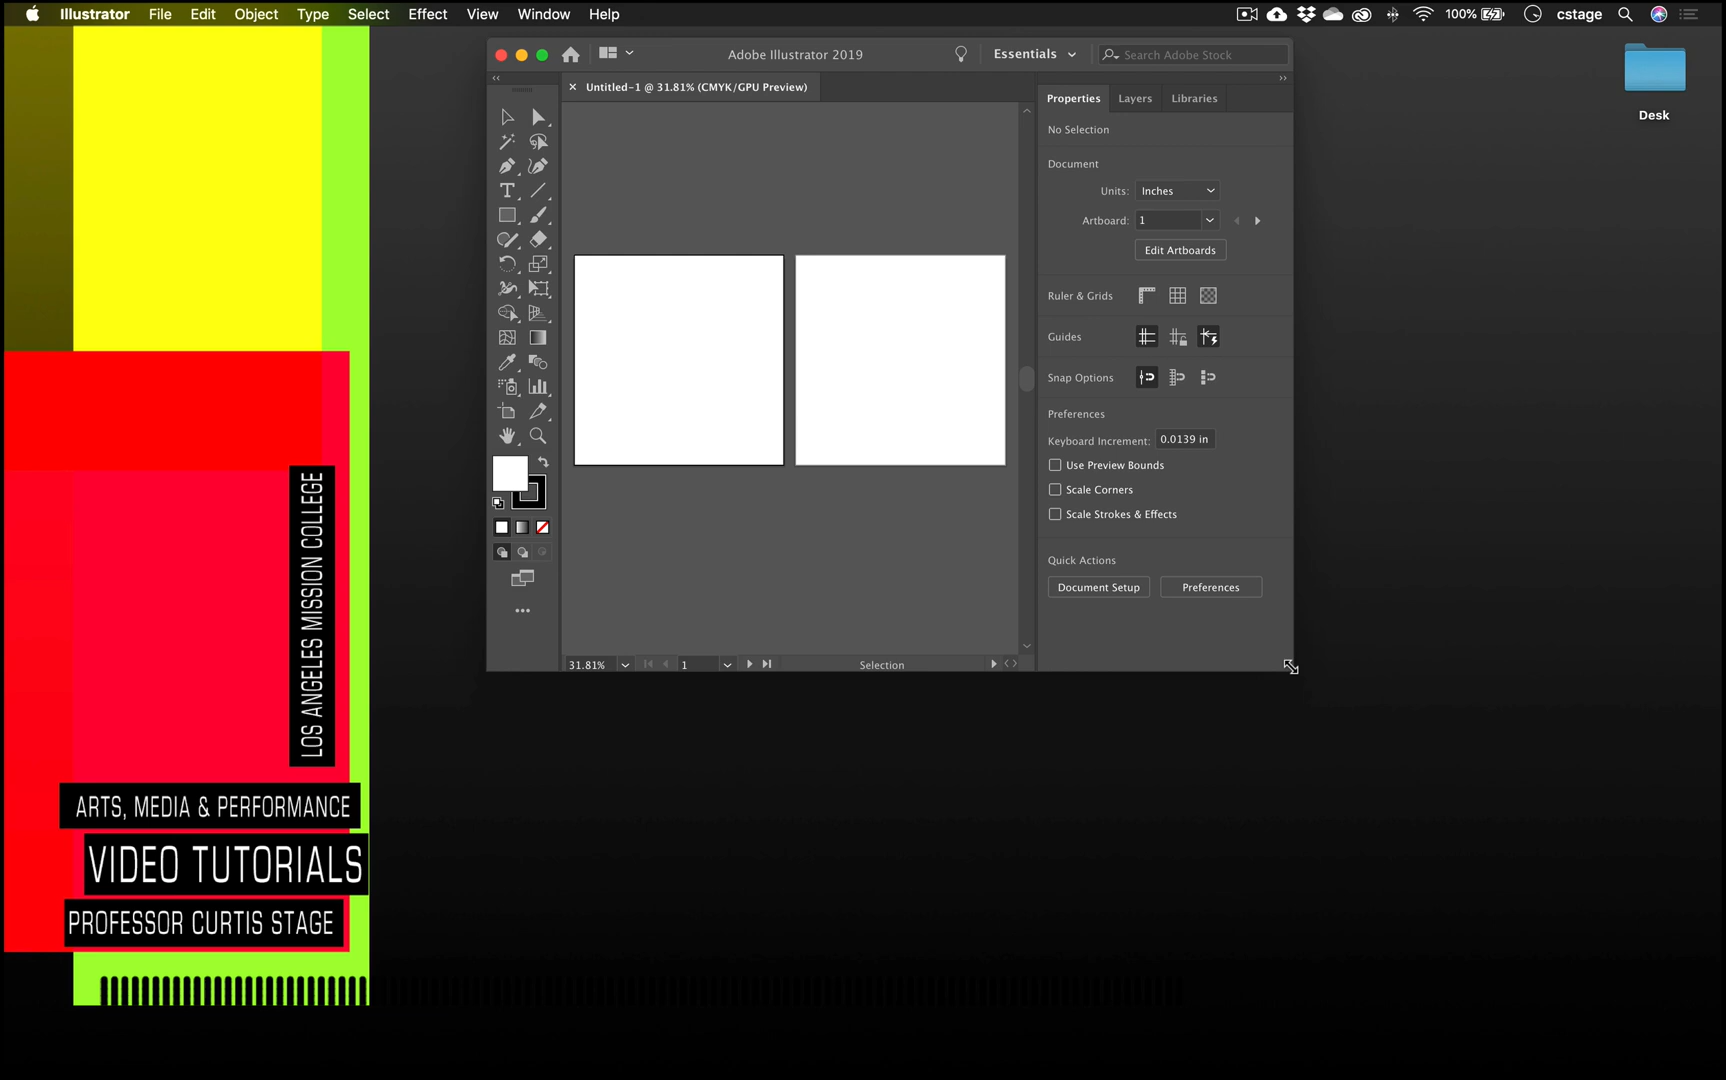 Illustrator File Edit Object Type Select Effect View Window Help
100% cstage
Adobe Illustrator 2019
Essentials
Search Adobe Stock
Desk
× Untitled-1 @ 31.81% (CMYK/GPU Preview)
Properties Layers Libraries
No Selection
Document
Units: Inches
Artboard: 1
Edit Artboards
Ruler & Grids
Guides
Snap Options
Preferences
Keyboard Increment: 0.0139 in
Use Preview Bounds
Scale Corners
Scale Strokes & Effects
Quick Actions
Document Setup Preferences
31.81% 1 Selection
LOS ANGELES MISSION COLLEGE
ARTS, MEDIA & PERFORMANCE
VIDEO TUTORIALS
PROFESSOR CURTIS STAGE